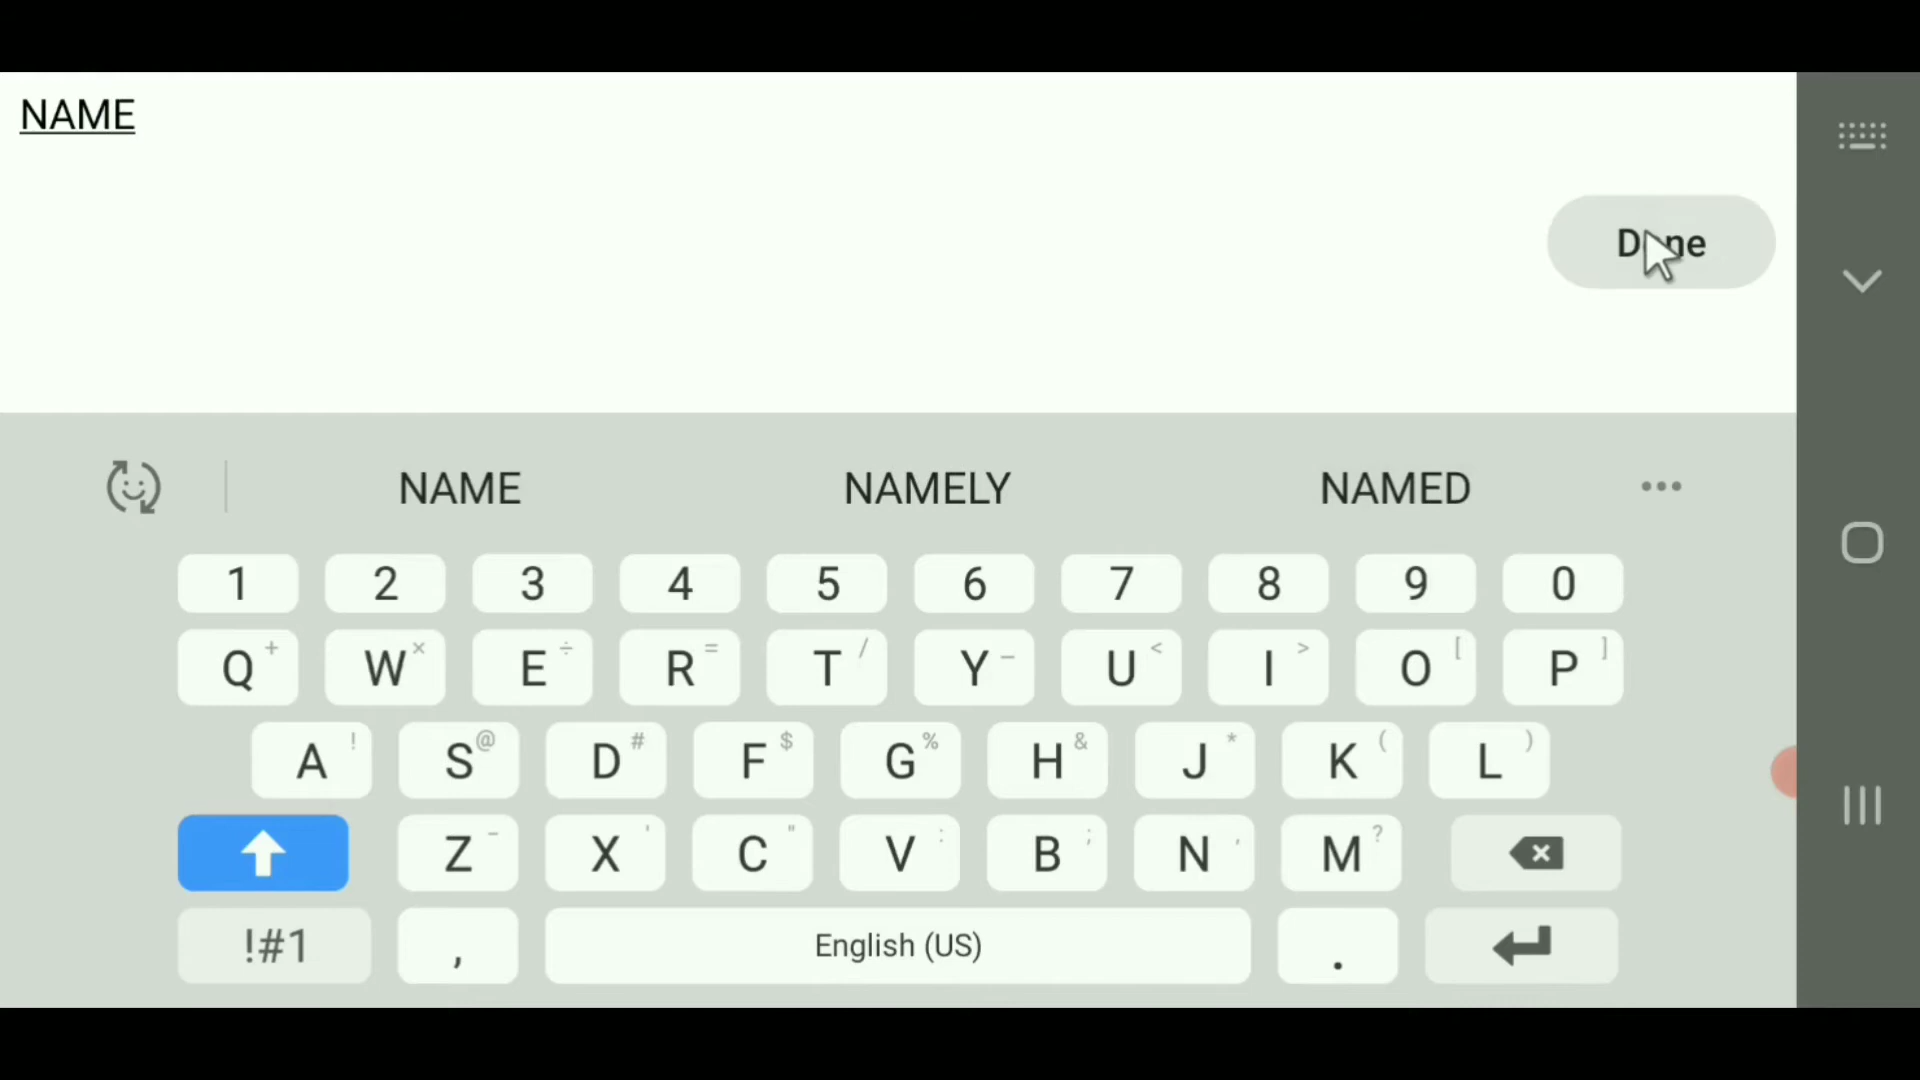 NAME
Done
NAME NAMELY NAMED •••
1 2 3 4 5 6 7 8 9 0
Q + W × E ÷ R = T / Y _ U < I > O [ P ]
A ! S @ D # F $ G % H & J * K ( L )
Z - X ' C " V : B ; N , M ?
!#1 , English (US) .